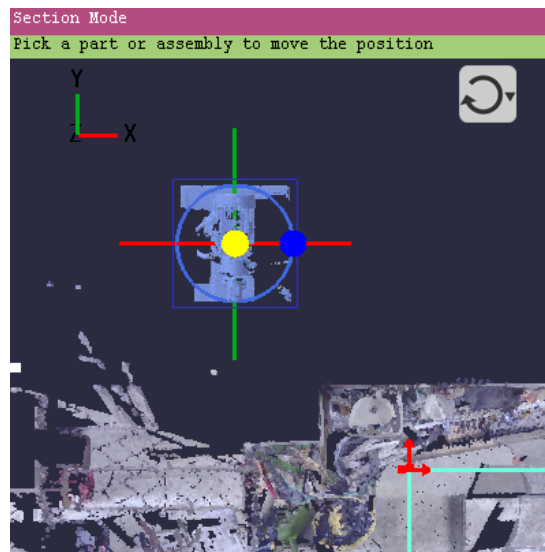 Section Mode
Pick a part or assembly to move the position
Y
Z X